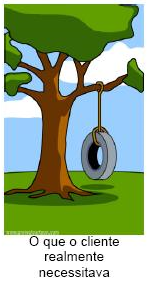 O que o cliente
realmente
necessitava